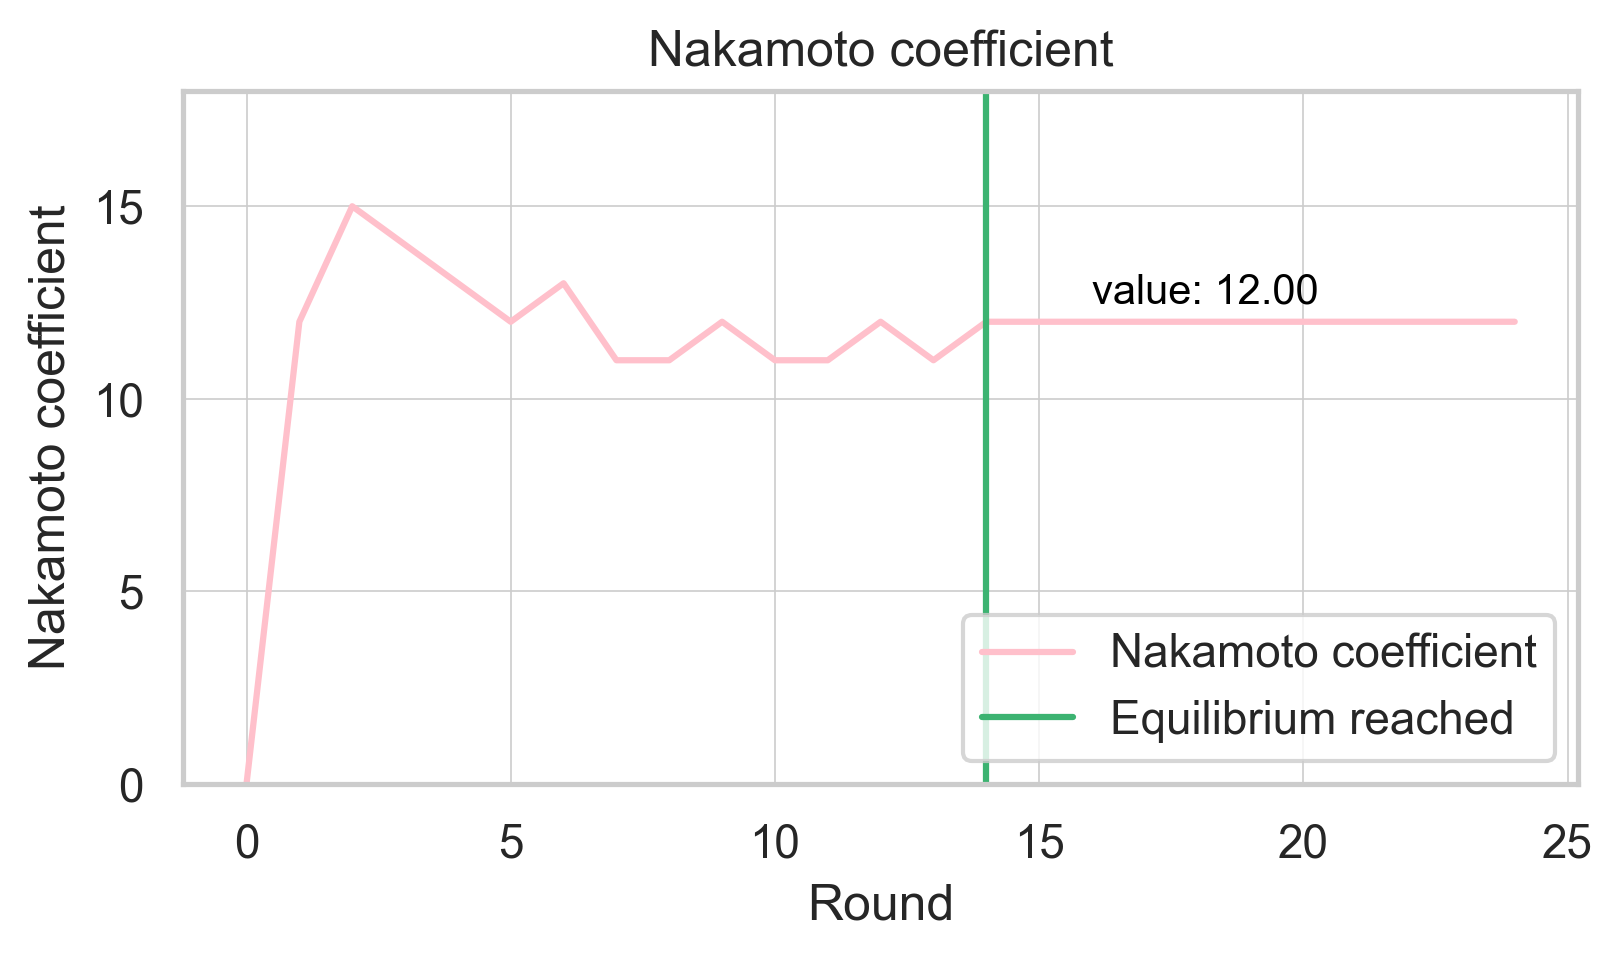 Nakamoto coefficient
Nakamoto coefficient
15
10
5
0
value: 12.00
Nakamoto coefficient
Equilibrium reached
0 5 10 15 20 25
Round